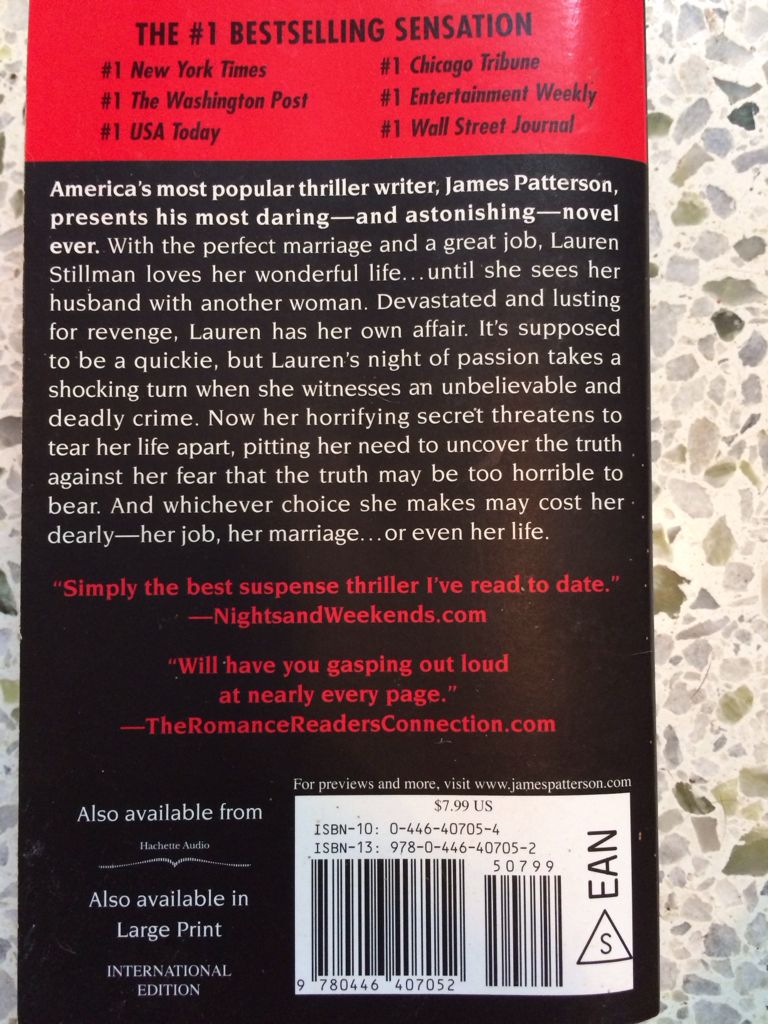 THE #1 BESTSELLING SENSATION
#1 New York Times
#1 Chicago Tribune
#1 The Washington Post
#1 Entertainment Weekly
#1 USA Today
#1 Wall Street Journal
America's most popular thriller writer, James Patterson,
presents his most daring—and astonishing—novel
ever. With the perfect marriage and a great job, Lauren
Stillman loves her wonderful life...until she sees her
husband with another woman. Devastated and lusting
for revenge, Lauren has her own affair. It's supposed
to be a quickie, but Lauren's night of passion takes a
shocking turn when she witnesses an unbelievable and
deadly crime. Now her horrifying secret threatens to
tear her life apart, pitting her need to uncover the truth
against her fear that the truth may be too horrible to
bear. And whichever choice she makes may cost her
dearly—her job, her marriage...or even her life.
"Simply the best suspense thriller I've read to date."
—NightsandWeekends.com
"Will have you gasping out loud
at nearly every page."
—TheRomanceReadersConnection.com
For previews and more, visit www.jamespatterson.com
Also available from
Hachette Audio
Also available in
Large Print
INTERNATIONAL
EDITION
$7.99 US
ISBN-10: 0-446-40705-4
ISBN-13: 978-0-446-40705-2
50799
9 780446 407052
EAN
S